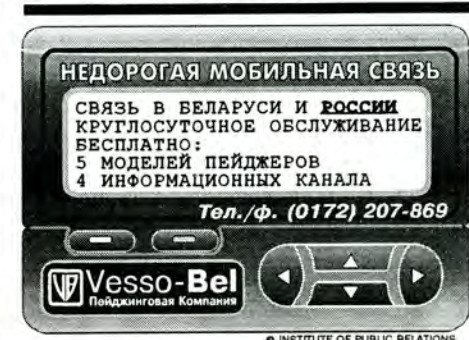 НЕДОРОГАЯ МОБИЛЬНАЯ СВЯЗЬ
СВЯЗЬ В БЕЛАРУСИ И РОССИИ
КРУГЛОСУТОЧНОЕ ОБСЛУЖИВАНИЕ
БЕСПЛАТНО:
5 МОДЕЛЕЙ ПЕЙДЖЕРОВ
4 ИНФОРМАЦИОННЫХ КАНАЛА
Тел./ф. (0172) 207-869
Vesso-Bel
Пейджинговая Компания
© INSTITUTE OF PUBLIC RELATIONS